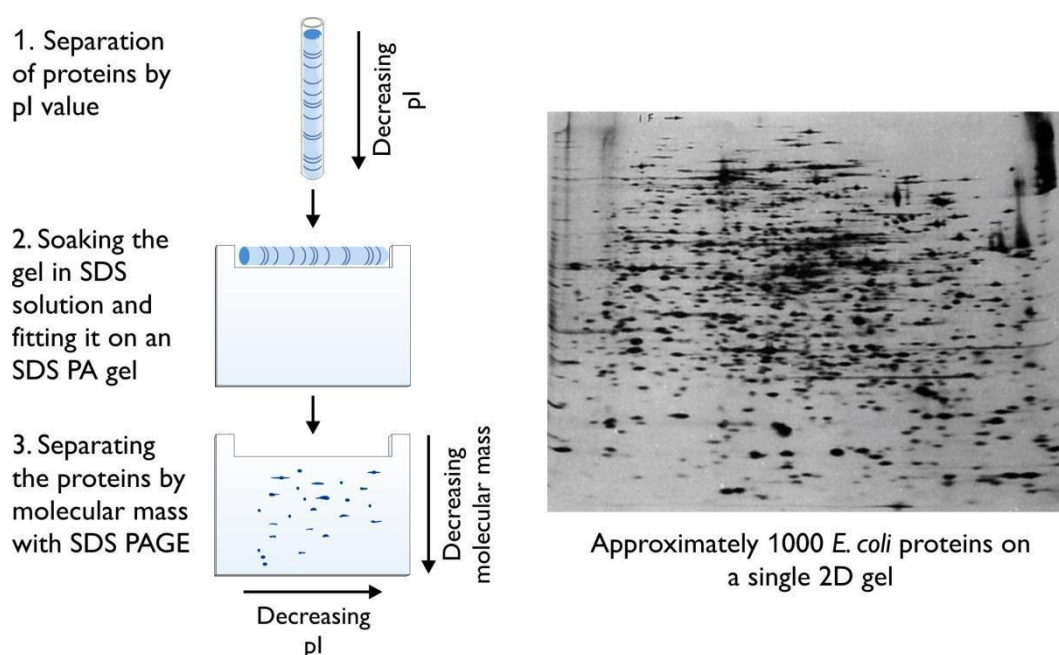 1. Separation
of proteins by
pI value
Decreasing
pI
2. Soaking the
gel in SDS
solution and
fitting it on an
SDS PA gel
3. Separating
the proteins by
molecular mass
with SDS PAGE
Decreasing
molecular mass
Decreasing
pI
Approximately 1000 E. coli proteins on
a single 2D gel